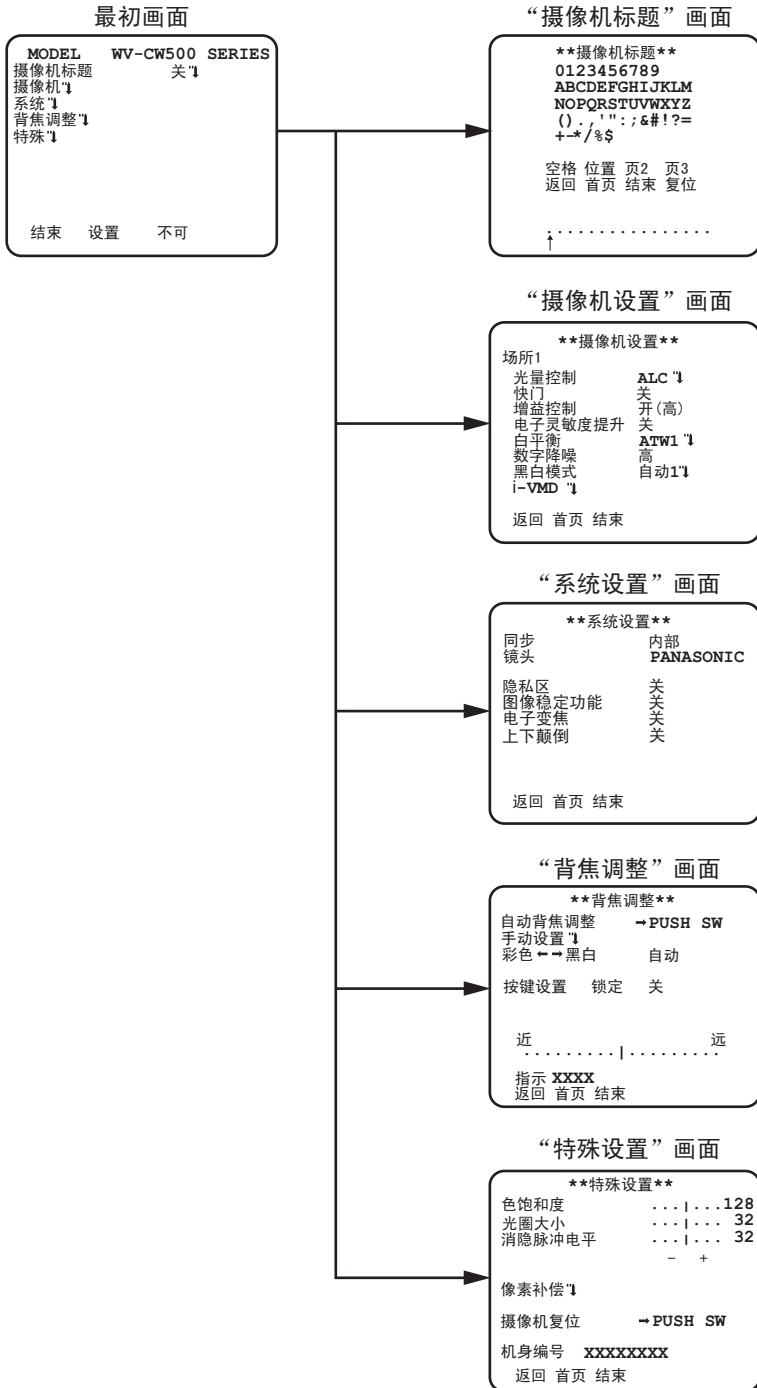 最初画面
MODEL WV-CW500 SERIES
摄像机标题 关
摄像机
系统
背焦调整
特殊
结束 设置 不可
“摄像机标题”画面
**摄像机标题**
0123456789
ABCDEFGHIJKLM
NOPQRSTUVWXYZ
().,'":;&#!?=
+-*/%$
空格 位置 页2 页3
返回 首页 结束 复位
................
↑
“摄像机设置”画面
**摄像机设置**
场所1
光量控制 ALC
快门 关
增益控制 开(高)
电子灵敏度提升 关
白平衡 ATW1
数字降噪 高
黑白模式 自动1
i-VMD
返回 首页 结束
“系统设置”画面
**系统设置**
同步 内部
镜头 PANASONIC
隐私区 关
图像稳定功能 关
电子变焦 关
上下颠倒 关
返回 首页 结束
“背焦调整”画面
**背焦调整**
自动背焦调整 →PUSH SW
手动设置
彩色←→黑白 自动
按键设置 锁定 关
近 远
.........|.........
指示 XXXX
返回 首页 结束
“特殊设置”画面
**特殊设置**
色饱和度 ...|...128
光圈大小 ...|... 32
消隐脉冲电平 ...|... 32
- +
像素补偿
摄像机复位 →PUSH SW
机身编号 XXXXXXXX
返回 首页 结束